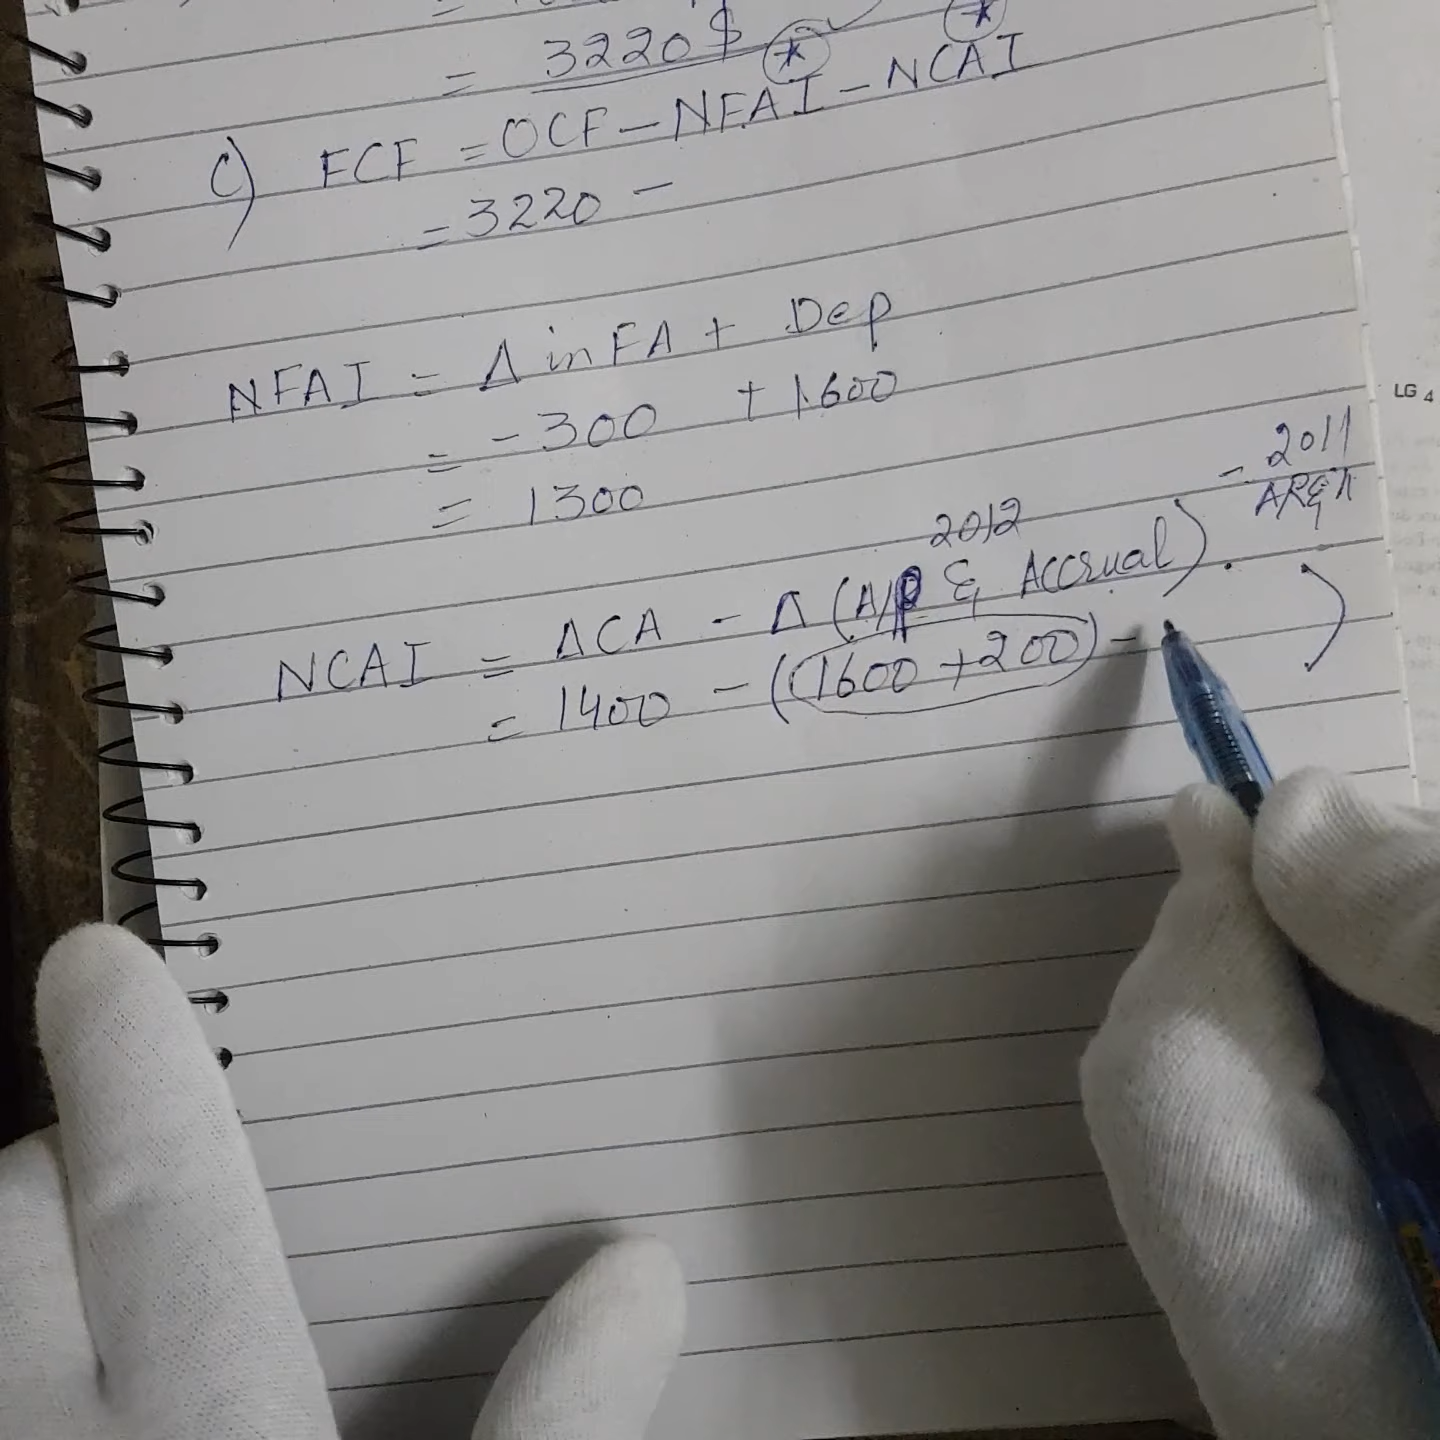 = 3220 $
C) FCF = OCF - NFAI - NCAI
= 3220 -
NFAI = Δ in FA + Dep
= - 300 + 1600
= 1300
2012 - 2011
NCAI = ΔCA - Δ (A/P & Accrual).
= 1400 - ((1600 + 200) - )
LG 4